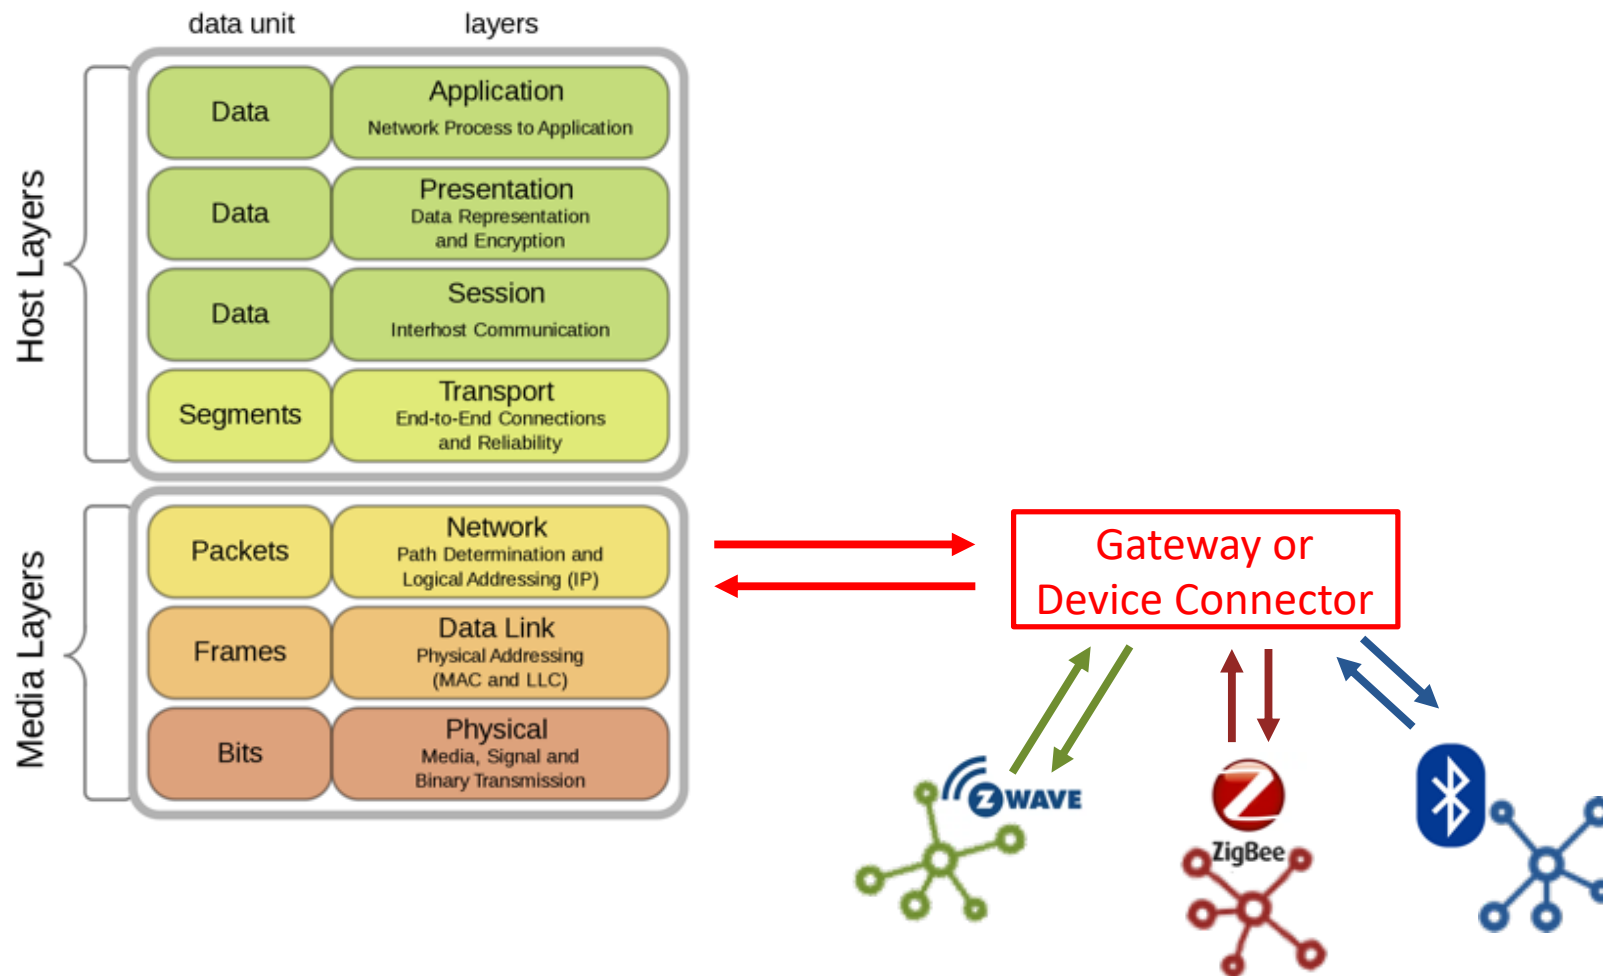 data unit
layers
Host Layers
Data
Application
Network Process to Application
Data
Presentation
Data Representation
and Encryption
Data
Session
Interhost Communication
Segments
Transport
End-to-End Connections
and Reliability
Media Layers
Packets
Network
Path Determination and
Logical Addressing (IP)
Frames
Data Link
Physical Addressing
(MAC and LLC)
Bits
Physical
Media, Signal and
Binary Transmission
Gateway or
Device Connector
Z WAVE
Z
ZigBee